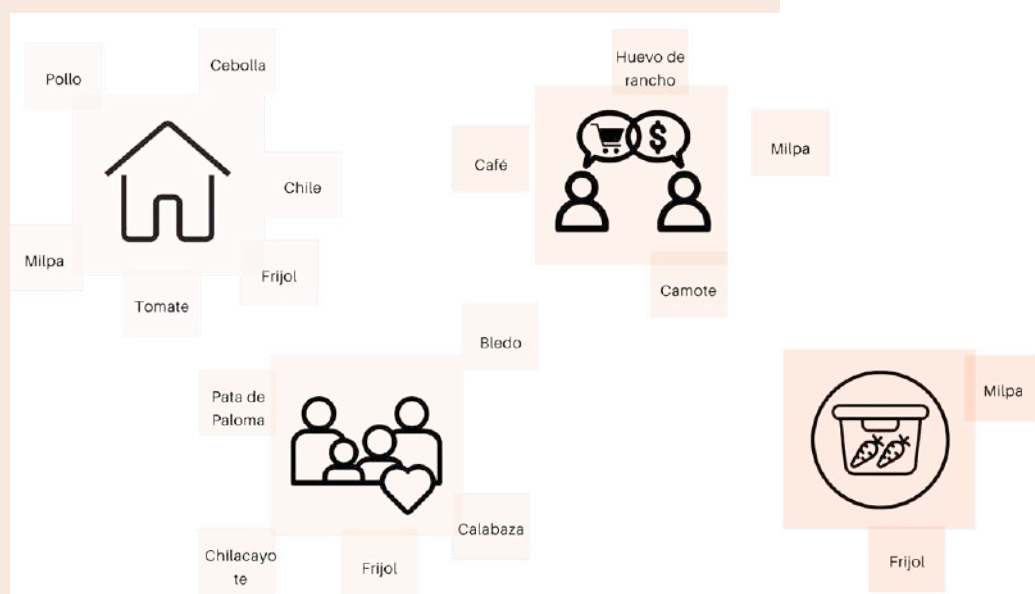 Pollo
Cebolla
Chile
Milpa
Frijol
Tomate
Huevo de
rancho
Café
Milpa
Camote
Bledo
Pata de
Paloma
Calabaza
Chilacayo
te
Frijol
Milpa
Frijol
$